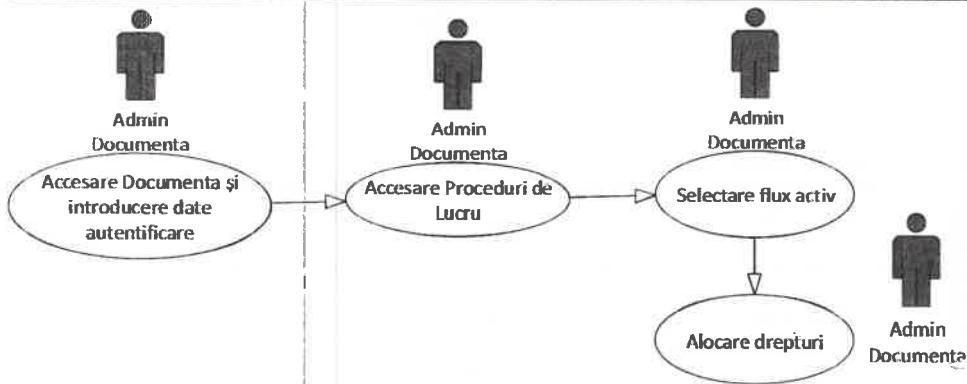 Admin
Documenta
Accesare Documenta și
introducere date
autentificare
Admin
Documenta
Accesare Proceduri de
Lucru
Admin
Documenta
Selectare flux activ
Alocare drepturi
Admin
Documenta